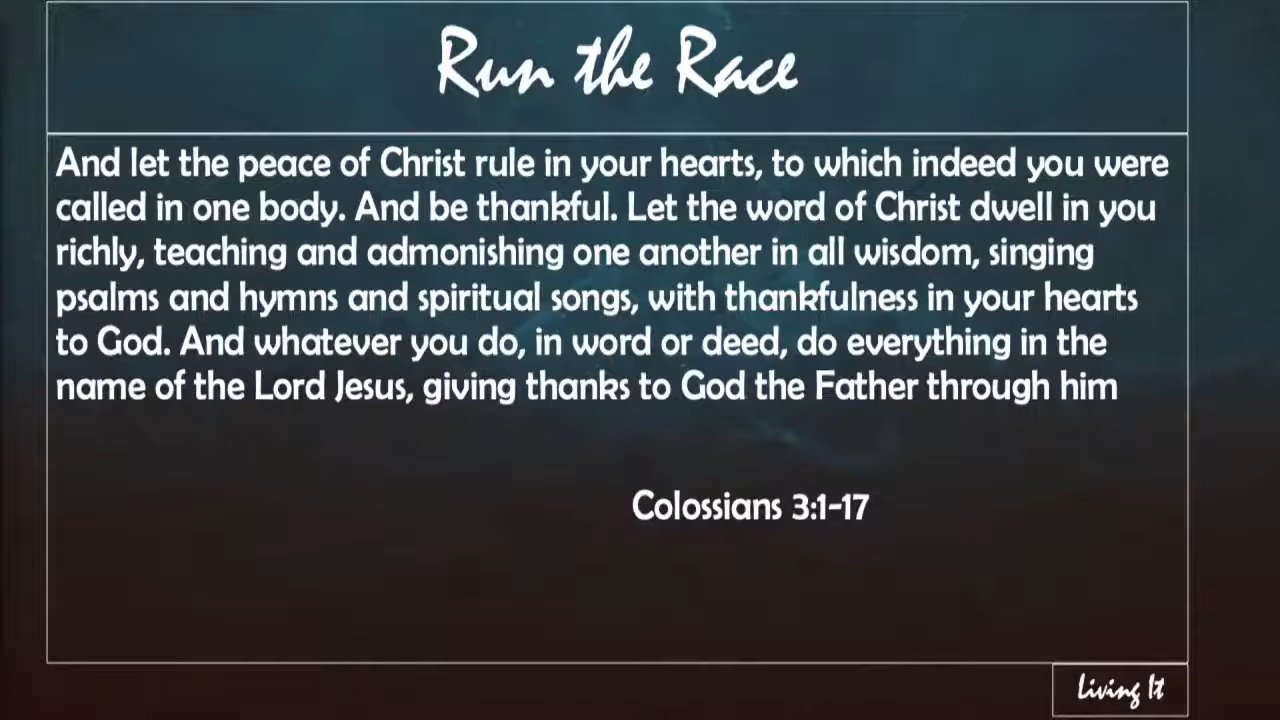 Run the Race
And let the peace of Christ rule in your hearts, to which indeed you were
called in one body. And be thankful. Let the word of Christ dwell in you
richly, teaching and admonishing one another in all wisdom, singing
psalms and hymns and spiritual songs, with thankfulness in your hearts
to God. And whatever you do, in word or deed, do everything in the
name of the Lord Jesus, giving thanks to God the Father through him
Colossians 3:1-17
Living It